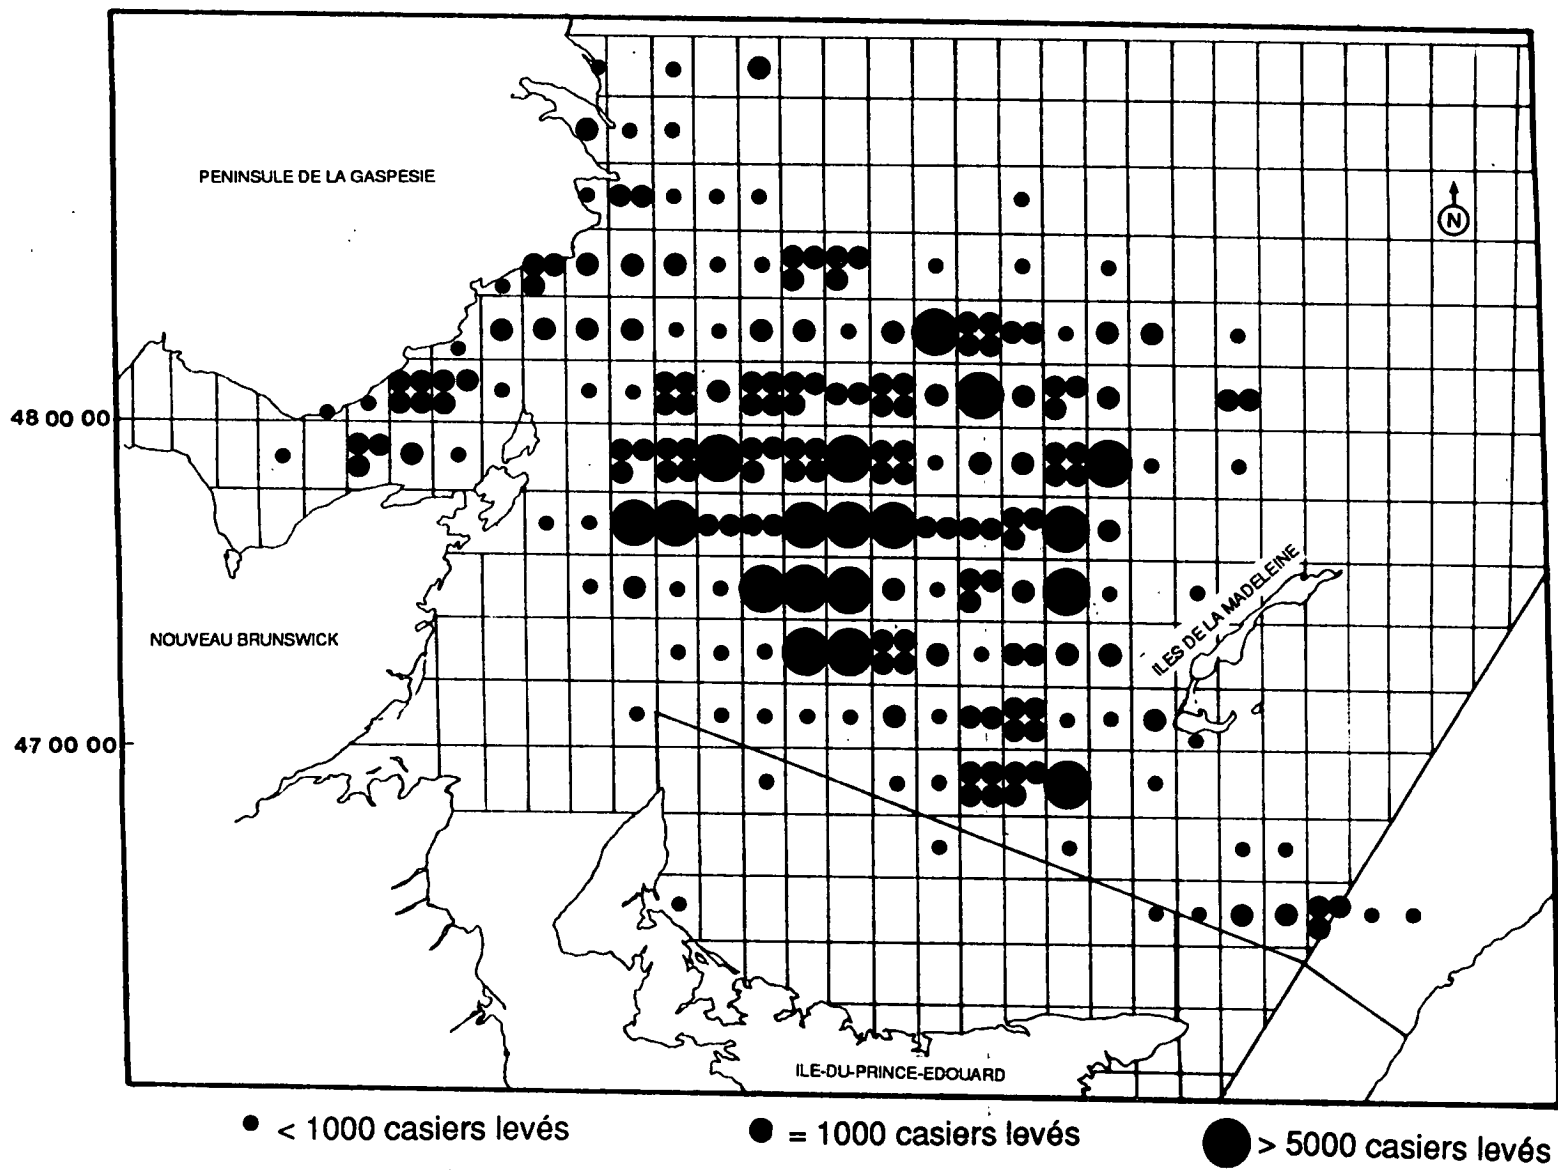 PENINSULE DE LA GASPESIE
N
48 00 00
ILES DE LA MADELEINE
NOUVEAU BRUNSWICK
47 00 00
ILE-DU-PRINCE-EDOUARD
< 1000 casiers levés
= 1000 casiers levés
> 5000 casiers levés